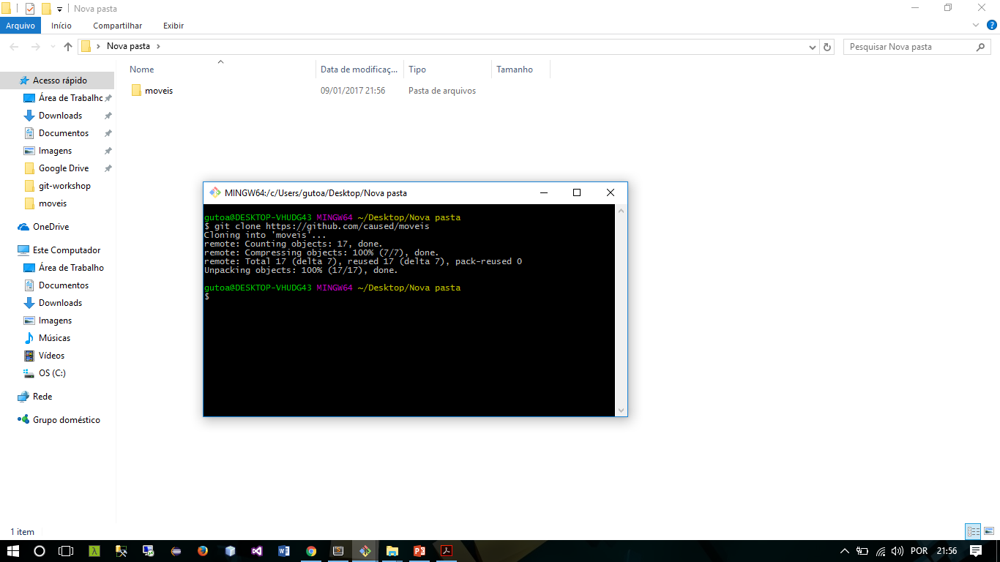 Nova pasta
Arquivo Início Compartilhar Exibir
Nova pasta
Pesquisar Nova pasta
Nome Data de modificaç... Tipo Tamanho
moveis 09/01/2017 21:56 Pasta de arquivos
Acesso rápido
Área de Trabalhc
Downloads
Documentos
Imagens
Google Drive
git-workshop
moveis
OneDrive
Este Computador
Área de Trabalho
Documentos
Downloads
Imagens
Músicas
Vídeos
OS (C:)
Rede
Grupo doméstico
MINGW64:/c/Users/gutoa/Desktop/Nova pasta
gutoa@DESKTOP-VHUDG43 MINGW64 ~/Desktop/Nova pasta
$ git clone https://github.com/caused/moveis
Cloning into 'moveis'...
remote: Counting objects: 17, done.
remote: Compressing objects: 100% (7/7), done.
remote: Total 17 (delta 7), reused 17 (delta 7), pack-reused 0
Unpacking objects: 100% (17/17), done.
gutoa@DESKTOP-VHUDG43 MINGW64 ~/Desktop/Nova pasta
$
1 item
POR 21:56